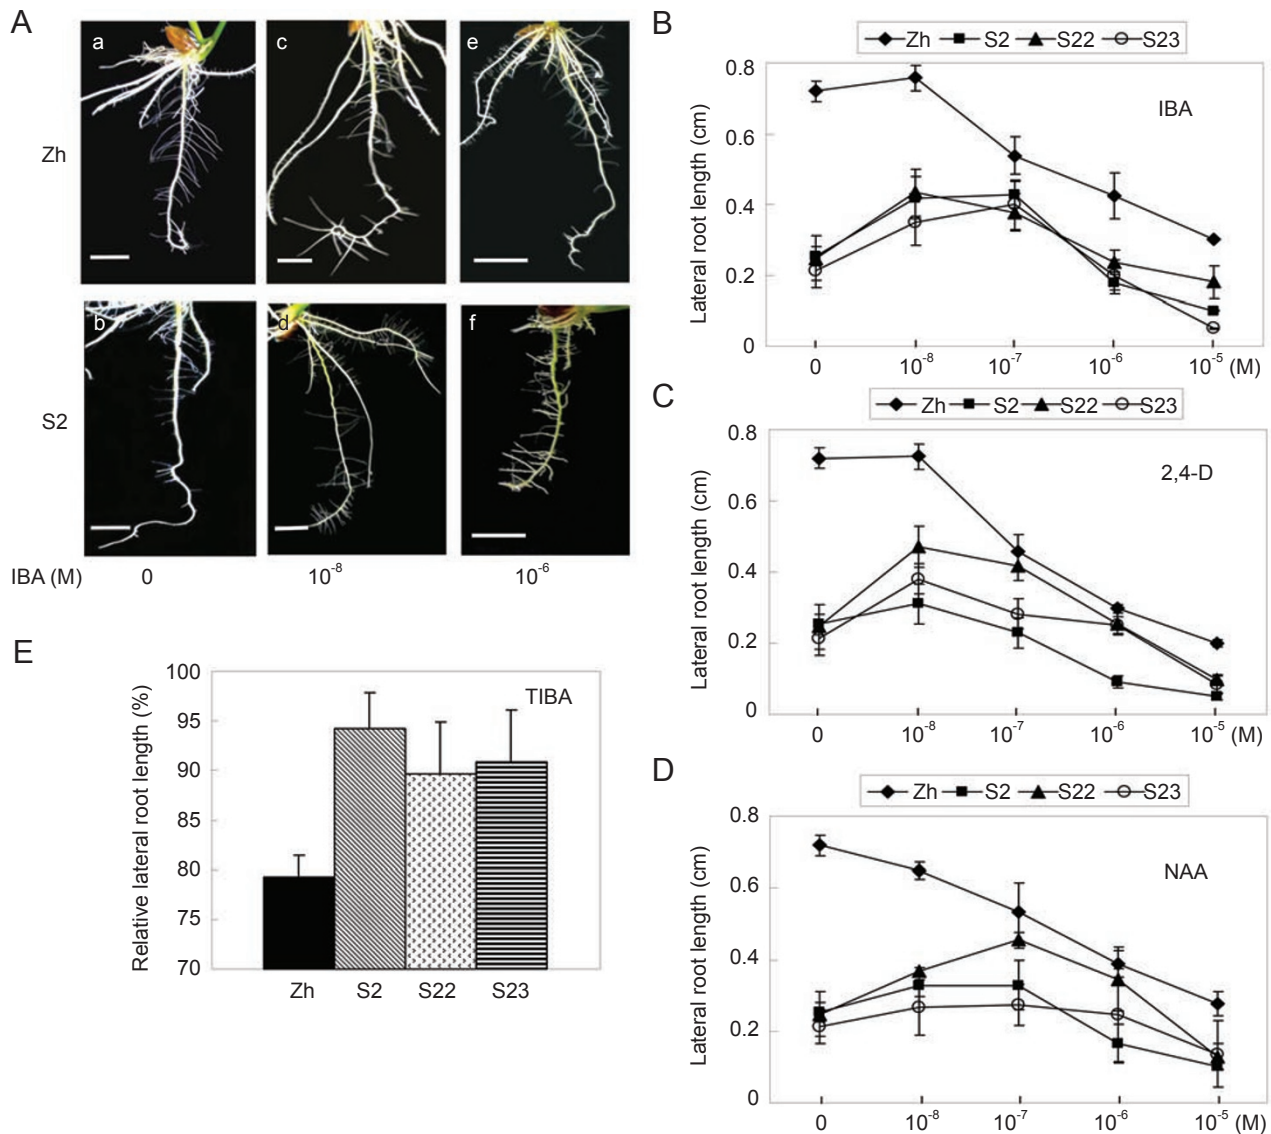 A
a
c
e
Zh
b
d
f
S2
IBA (M) 0 10⁻⁸ 10⁻⁶
B
Zh S2 S22 S23
IBA
Lateral root length (cm)
0.8
0.6
0.4
0.2
0
0 10⁻⁸ 10⁻⁷ 10⁻⁶ 10⁻⁵ (M)
C
Zh S2 S22 S23
2,4-D
Lateral root length (cm)
0.8
0.6
0.4
0.2
0
0 10⁻⁸ 10⁻⁷ 10⁻⁶ 10⁻⁵ (M)
D
Zh S2 S22 S23
NAA
Lateral root length (cm)
0.8
0.6
0.4
0.2
0
0 10⁻⁸ 10⁻⁷ 10⁻⁶ 10⁻⁵ (M)
E
TIBA
Relative lateral root length (%)
100
95
90
85
80
75
70
Zh S2 S22 S23